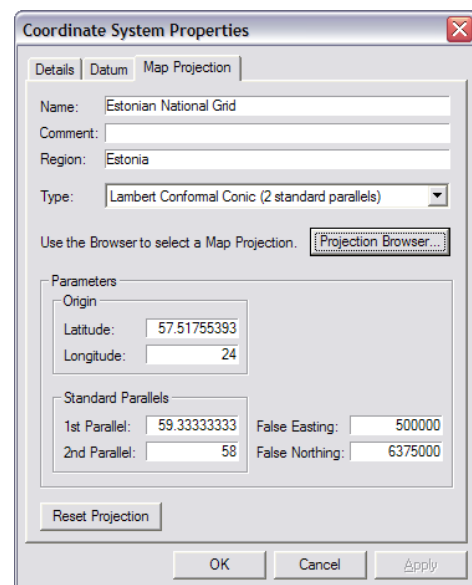 Coordinate System Properties
Details Datum Map Projection
Name: Estonian National Grid
Comment:
Region: Estonia
Type: Lambert Conformal Conic (2 standard parallels)
Use the Browser to select a Map Projection. Projection Browser...
Parameters
Origin
Latitude: 57.51755393
Longitude: 24
Standard Parallels
1st Parallel: 59.33333333 False Easting: 500000
2nd Parallel: 58 False Northing: 6375000
Reset Projection
OK Cancel Apply